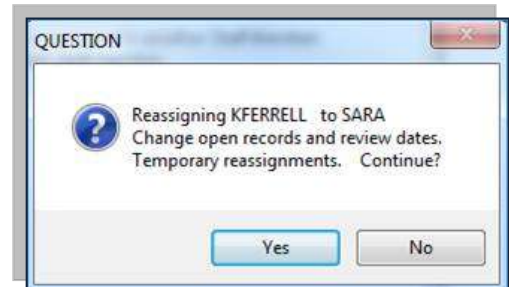 QUESTION
Reassigning KFERRELL to SARA
Change open records and review dates.
Temporary reassignments. Continue?
Yes
No